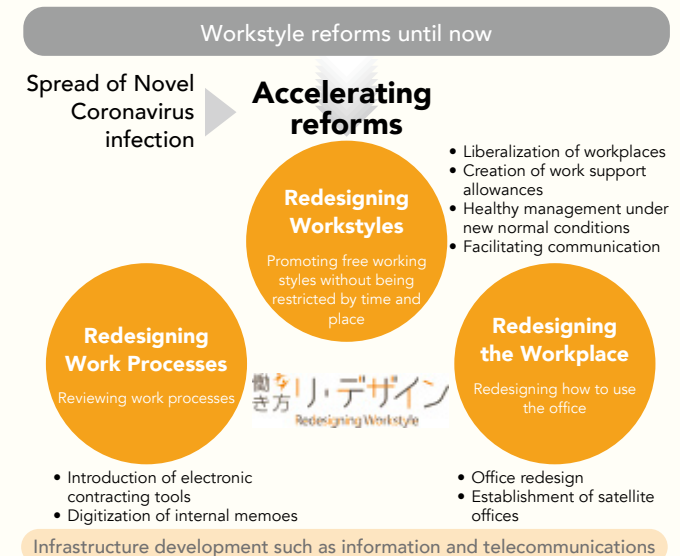 Workstyle reforms until now
Spread of Novel
Coronavirus
infection
Accelerating
reforms
• Liberalization of workplaces
• Creation of work support
allowances
• Healthy management under
new normal conditions
• Facilitating communication
Redesigning
Workstyles
Promoting free working
styles without being
restricted by time and
place
Redesigning
Work Processes
Reviewing work processes
働き方を
リ・デザイン
Redesigning Workstyle
Redesigning
the Workplace
Redesigning how to use
the office
• Introduction of electronic
contracting tools
• Digitization of internal memoes
• Office redesign
• Establishment of satellite
offices
Infrastructure development such as information and telecommunications